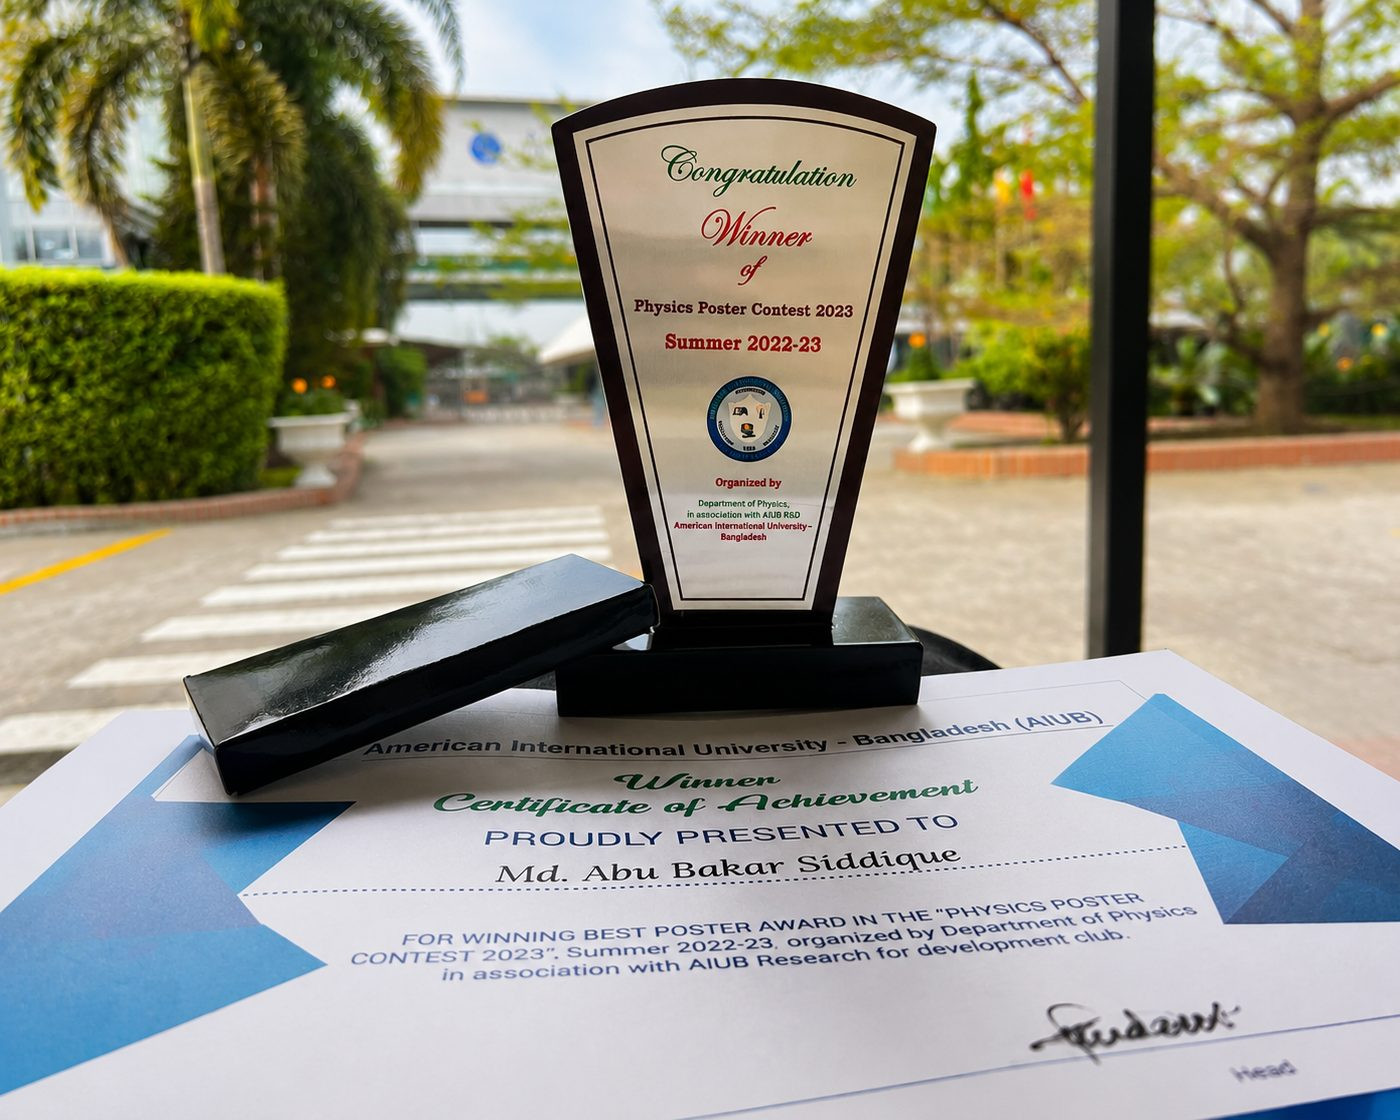 Congratulation
Winner
of
Physics Poster Contest 2023
Summer 2022-23
Organized by
Department of Physics,
in association with AIUB R&D
American International University-
Bangladesh
American International University - Bangladesh (AIUB)
Winner
Certificate of Achievement
PROUDLY PRESENTED TO
Md. Abu Bakar Siddique
FOR WINNING BEST POSTER AWARD IN THE "PHYSICS POSTER
CONTEST 2023". Summer 2022-23, organized by Department of Physics
in association with AIUB Research for development club.
Head